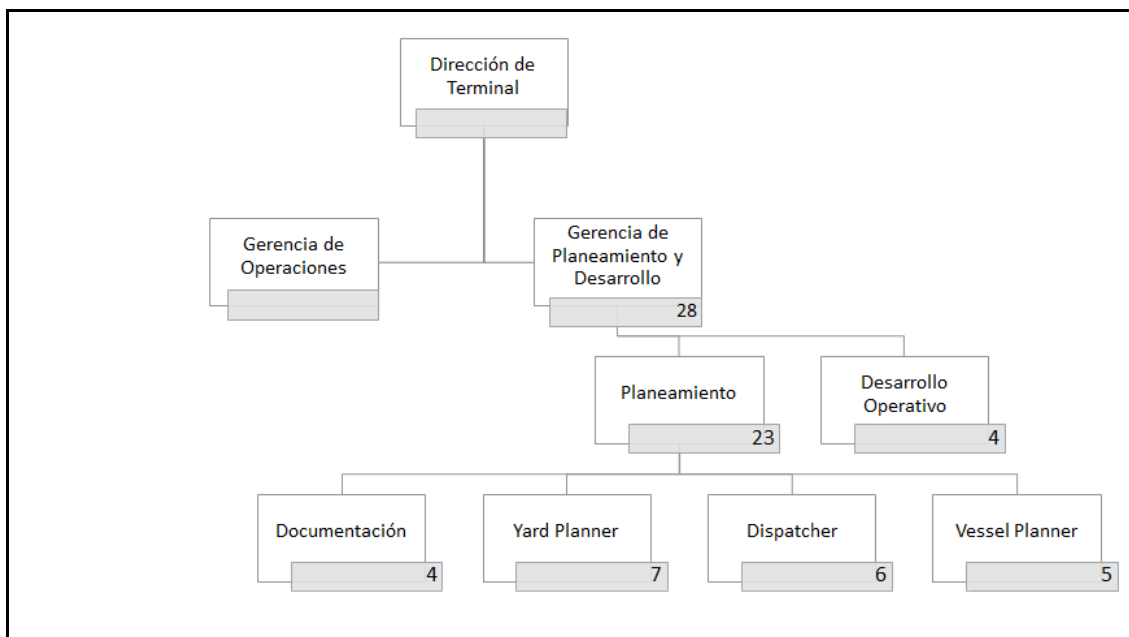 Dirección de
Terminal
Gerencia de
Operaciones
Gerencia de
Planeamiento y
Desarrollo
28
Planeamiento
23
Desarrollo
Operativo
4
Documentación
4
Yard Planner
7
Dispatcher
6
Vessel Planner
5